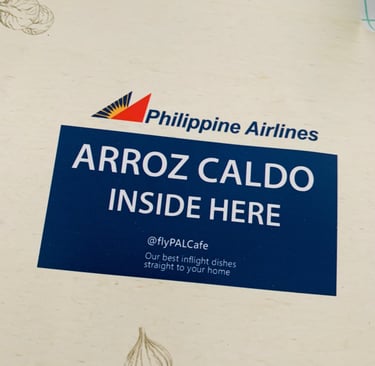 Philippine Airlines
ARROZ CALDO
INSIDE HERE
@flyPALCafe
Our best inflight dishes
straight to your home